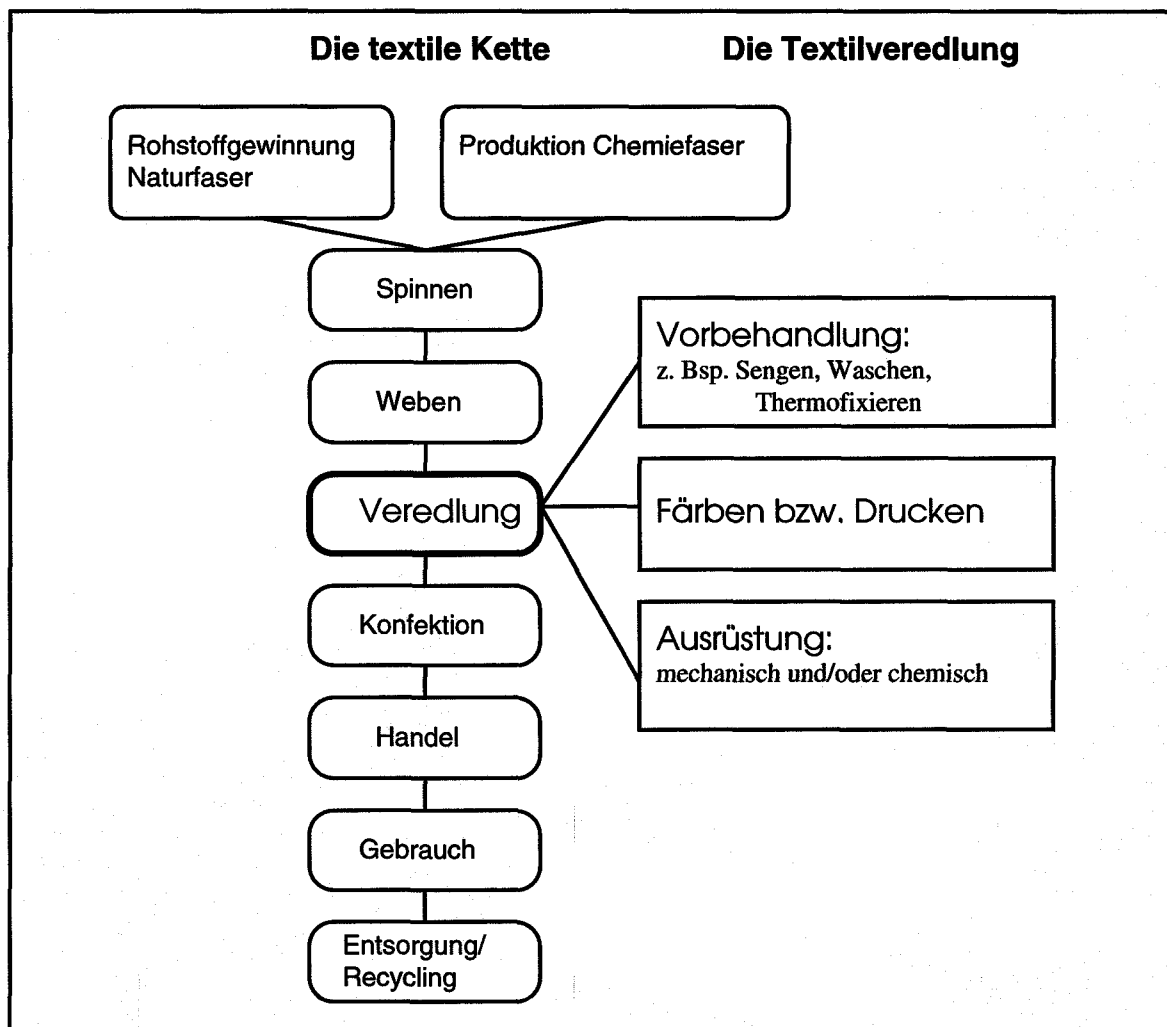 Die textile Kette
Die Textilveredlung
Rohstoffgewinnung
Naturfaser
Produktion Chemiefaser
Spinnen
Weben
Veredlung
Konfektion
Handel
Gebrauch
Entsorgung/
Recycling
Vorbehandlung:
z. Bsp. Sengen, Waschen,
Thermofixieren
Färben bzw. Drucken
Ausrüstung:
mechanisch und/oder chemisch